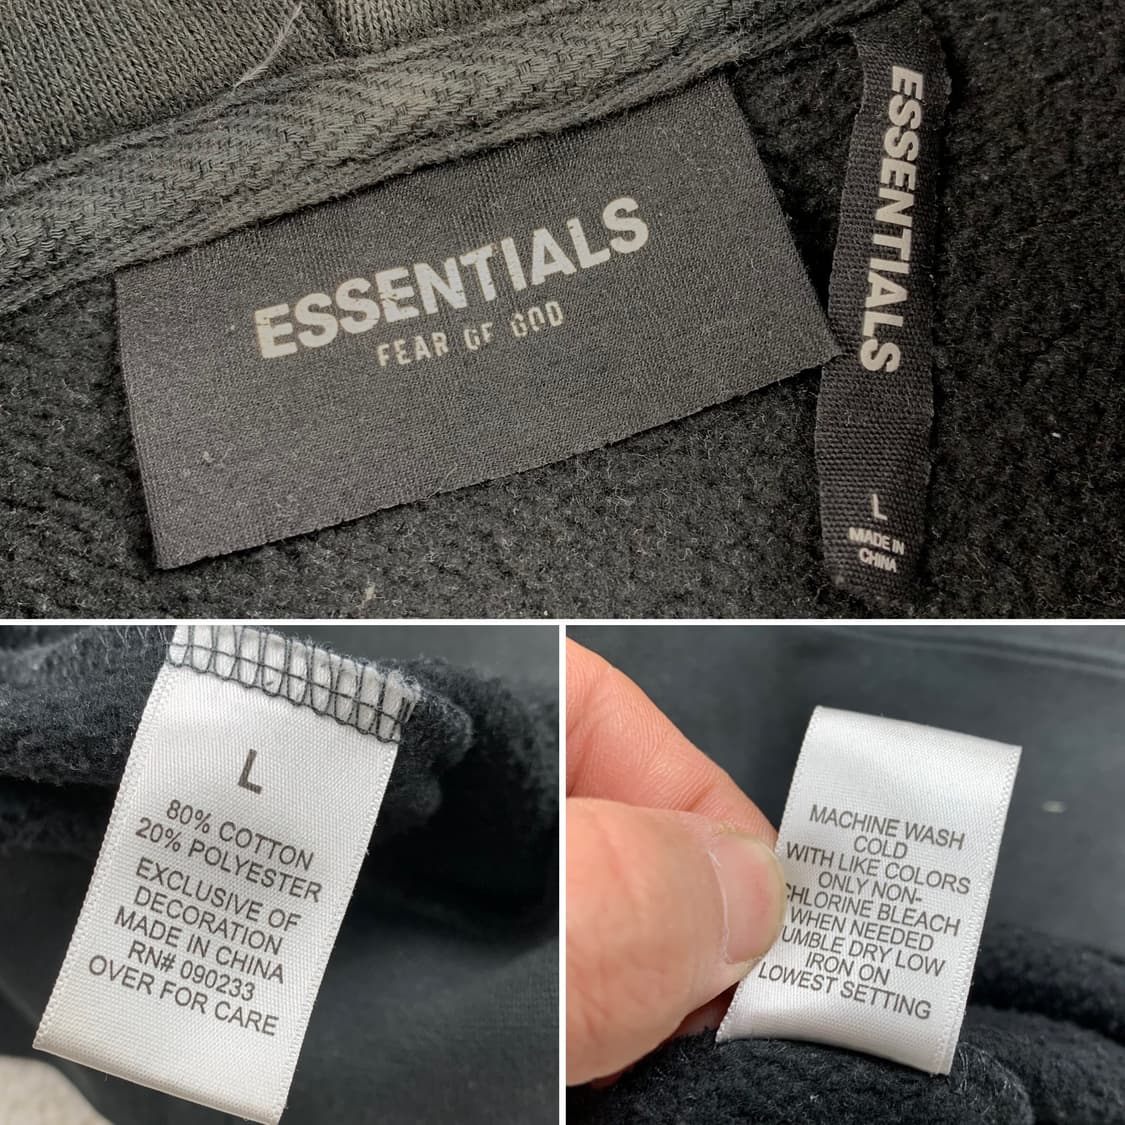 ESSENTIALS
FEAR OF GOD
ESSENTIALS
L
MADE IN
CHINA
L
80% COTTON
20% POLYESTER
EXCLUSIVE OF
DECORATION
MADE IN CHINA
RN# 090233
OVER FOR CARE
MACHINE WASH
COLD
WITH LIKE COLORS
ONLY NON-
CHLORINE BLEACH
WHEN NEEDED
UMBLE DRY LOW
IRON ON
LOWEST SETTING